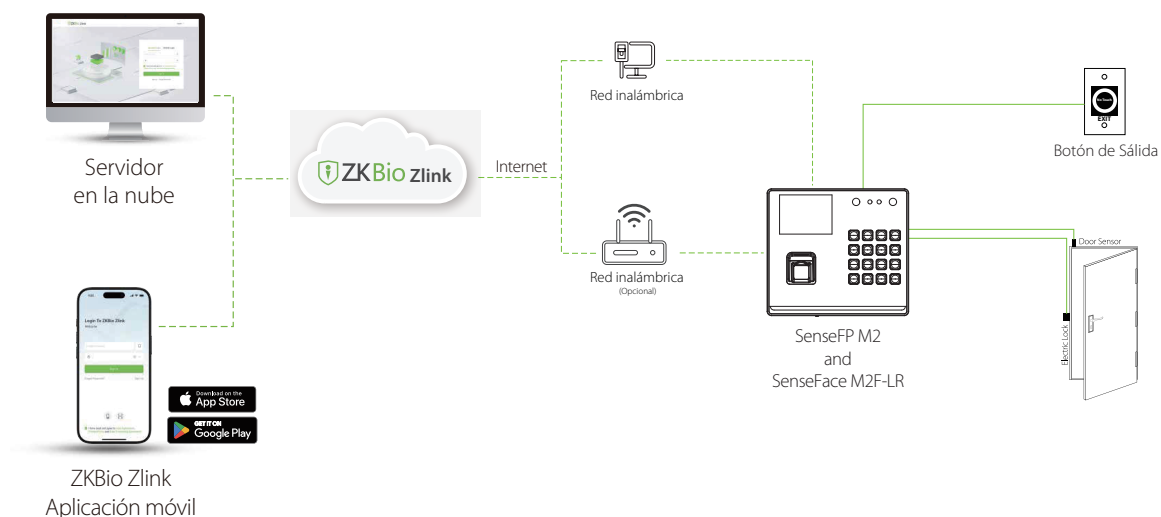 Servidor
en la nube
ZKBio Zlink
Internet
Red inalámbrica
Red inalámbrica
(Opcional)
SenseFP M2
and
SenseFace M2F-LR
No Touch
EXIT
Botón de Sálida
Door Sensor
Electric Lock
Login To ZKBio Zlink
Download on the
App Store
GET IT ON
Google Play
ZKBio Zlink
Aplicación móvil